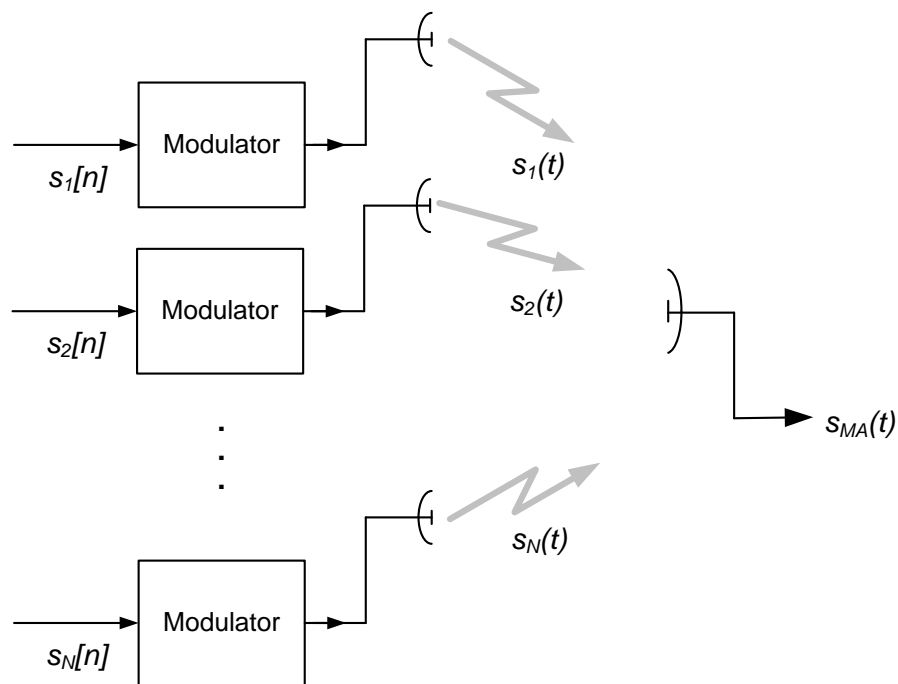 Modulator
s1[n]
s1(t)
Modulator
s2[n]
s2(t)
sMA(t)
sN(t)
Modulator
sN[n]